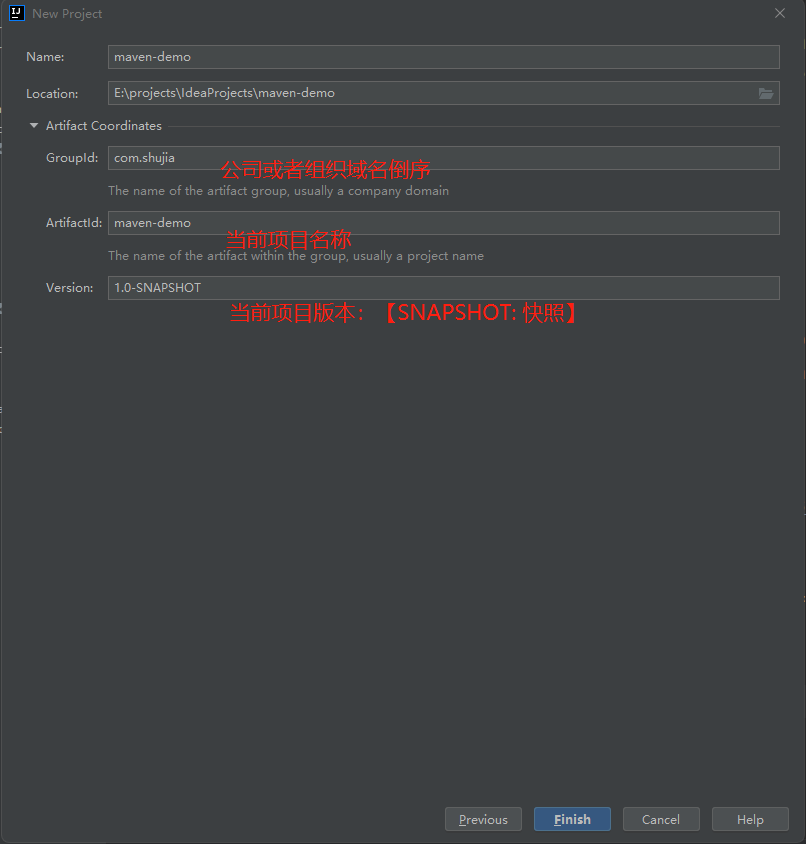 New Project
Name: maven-demo
Location: E:\projects\IdeaProjects\maven-demo
Artifact Coordinates
GroupId: com.shujia
公司或者组织域名倒序
The name of the artifact group, usually a company domain
ArtifactId: maven-demo
当前项目名称
The name of the artifact within the group, usually a project name
Version: 1.0-SNAPSHOT
当前项目版本：【SNAPSHOT: 快照】
Previous Finish Cancel Help